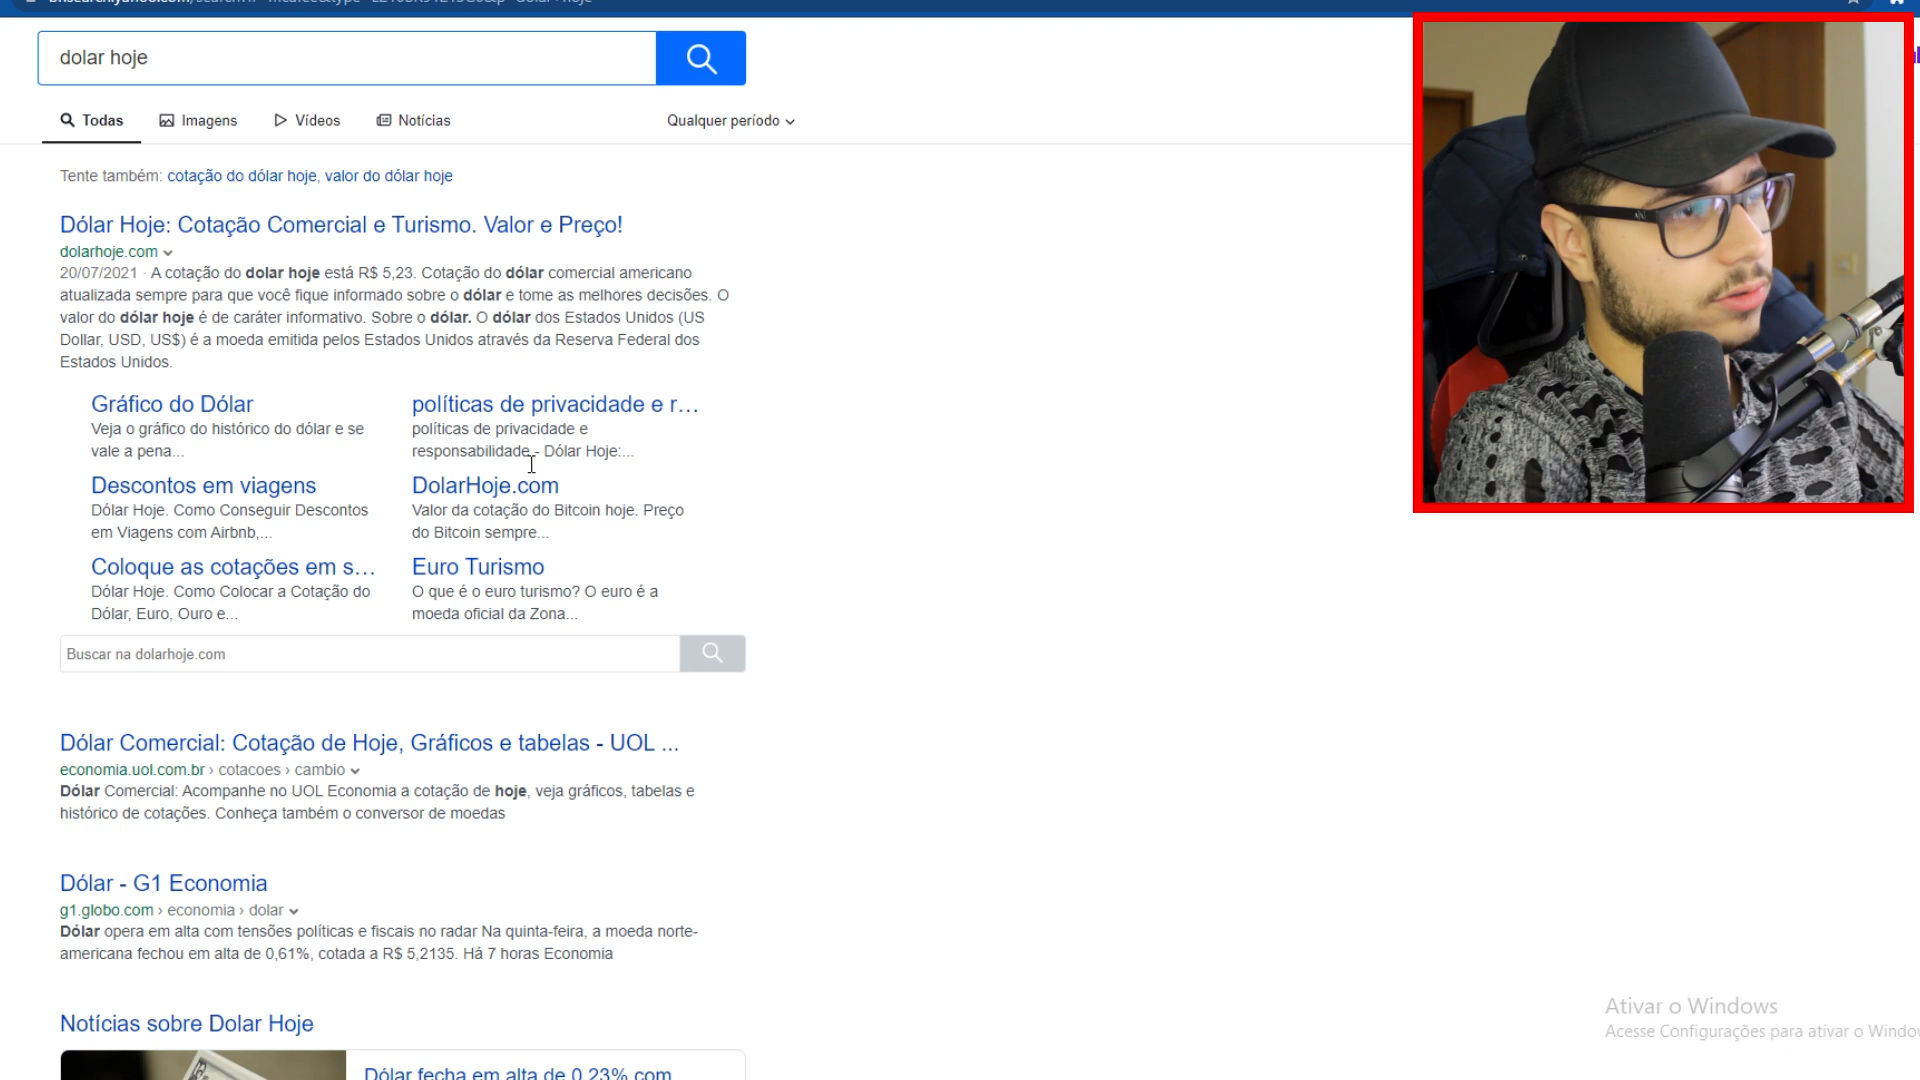 dolar hoje
Todas
Imagens
Vídeos
Notícias
Qualquer período
Tente também: cotação do dólar hoje, valor do dólar hoje
Dólar Hoje: Cotação Comercial e Turismo. Valor e Preço!
dolarhoje.com
20/07/2021 · A cotação do dolar hoje está R$ 5,23. Cotação do dólar comercial americano
atualizada sempre para que você fique informado sobre o dólar e tome as melhores decisões. O
valor do dólar hoje é de caráter informativo. Sobre o dólar. O dólar dos Estados Unidos (US
Dollar, USD, US$) é a moeda emitida pelos Estados Unidos através da Reserva Federal dos
Estados Unidos.
Gráfico do Dólar
Veja o gráfico do histórico do dólar e se
vale a pena...
políticas de privacidade e r...
políticas de privacidade e
responsabilidade - Dólar Hoje:...
Descontos em viagens
Dólar Hoje. Como Conseguir Descontos
em Viagens com Airbnb,...
DolarHoje.com
Valor da cotação do Bitcoin hoje. Preço
do Bitcoin sempre...
Coloque as cotações em s...
Dólar Hoje. Como Colocar a Cotação do
Dólar, Euro, Ouro e...
Euro Turismo
O que é o euro turismo? O euro é a
moeda oficial da Zona...
Buscar na dolarhoje.com
Dólar Comercial: Cotação de Hoje, Gráficos e tabelas - UOL ...
economia.uol.com.br › cotacoes › cambio
Dólar Comercial: Acompanhe no UOL Economia a cotação de hoje, veja gráficos, tabelas e
histórico de cotações. Conheça também o conversor de moedas
Dólar - G1 Economia
g1.globo.com › economia › dolar
Dólar opera em alta com tensões políticas e fiscais no radar Na quinta-feira, a moeda norte-
americana fechou em alta de 0,61%, cotada a R$ 5,2135. Há 7 horas Economia
Notícias sobre Dolar Hoje
Dólar fecha em alta de 0,23% com
Ativar o Windows
Acesse Configurações para ativar o Windo